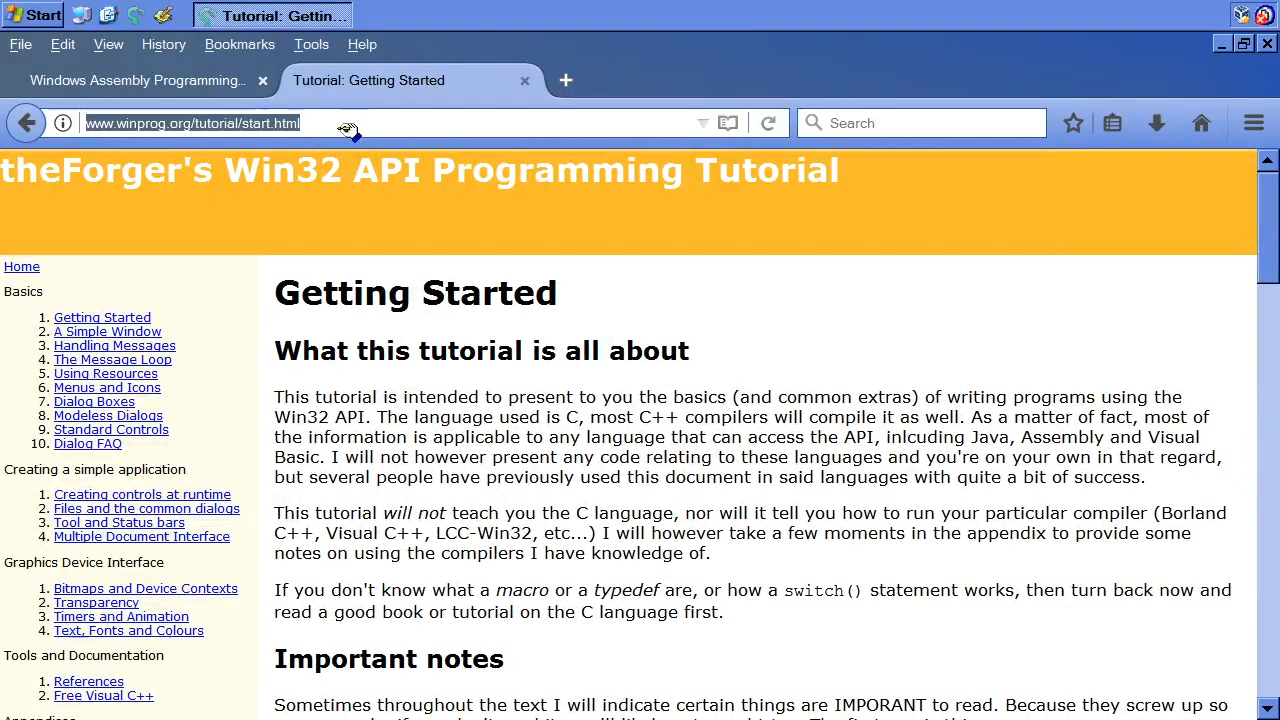 Start
Tutorial: Gettin...
File Edit View History Bookmarks Tools Help
Windows Assembly Programming...
Tutorial: Getting Started
www.winprog.org/tutorial/start.html
Search
theForger's Win32 API Programming Tutorial
Home
Basics
1. Getting Started
2. A Simple Window
3. Handling Messages
4. The Message Loop
5. Using Resources
6. Menus and Icons
7. Dialog Boxes
8. Modeless Dialogs
9. Standard Controls
10. Dialog FAQ
Creating a simple application
1. Creating controls at runtime
2. Files and the common dialogs
3. Tool and Status bars
4. Multiple Document Interface
Graphics Device Interface
1. Bitmaps and Device Contexts
2. Transparency
3. Timers and Animation
4. Text, Fonts and Colours
Tools and Documentation
1. References
2. Free Visual C++
Getting Started
What this tutorial is all about
This tutorial is intended to present to you the basics (and common extras) of writing programs using the
Win32 API. The language used is C, most C++ compilers will compile it as well. As a matter of fact, most of
the information is applicable to any language that can access the API, inlcuding Java, Assembly and Visual
Basic. I will not however present any code relating to these languages and you're on your own in that regard,
but several people have previously used this document in said languages with quite a bit of success.
This tutorial will not teach you the C language, nor will it tell you how to run your particular compiler (Borland
C++, Visual C++, LCC-Win32, etc...) I will however take a few moments in the appendix to provide some
notes on using the compilers I have knowledge of.
If you don't know what a macro or a typedef are, or how a switch() statement works, then turn back now and
read a good book or tutorial on the C language first.
Important notes
Sometimes throughout the text I will indicate certain things are IMPORANT to read. Because they screw up so